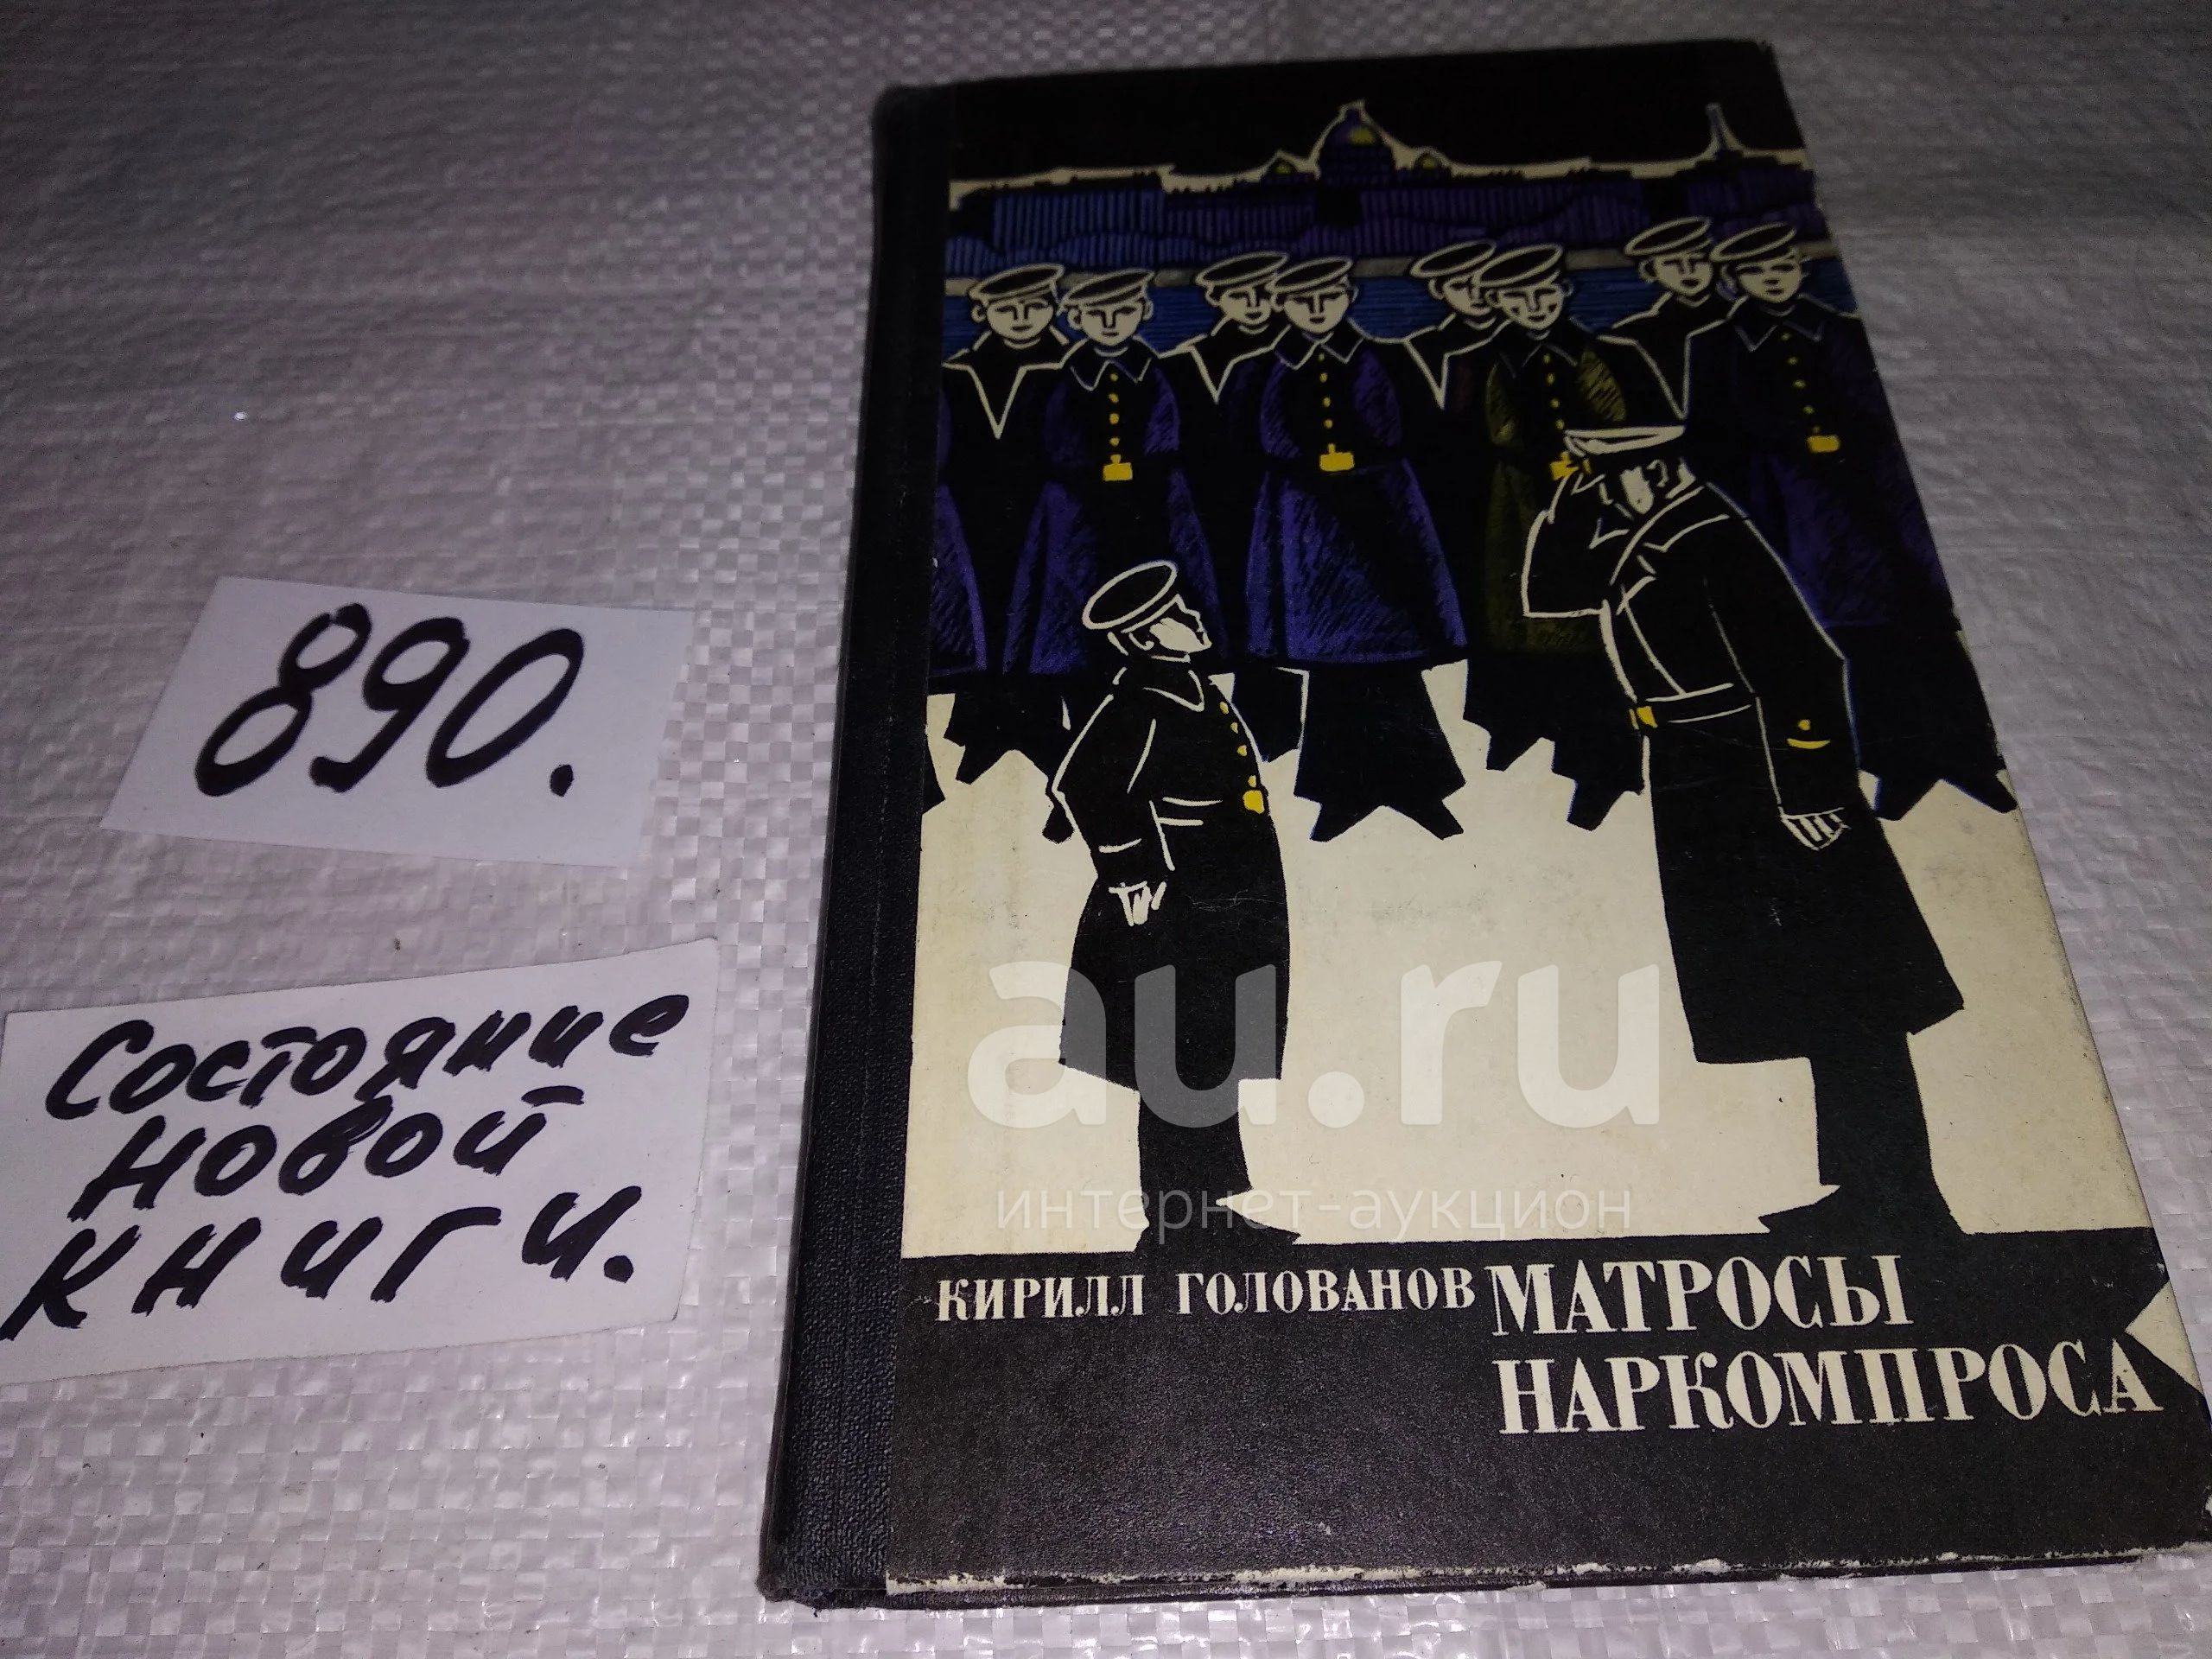 890.
Состояние
новой
книги.
au.ru
интернет-аукцион
КИРИЛЛ ГОЛОВАНОВ
МАТРОСЫ
НАРКОМПРОСА